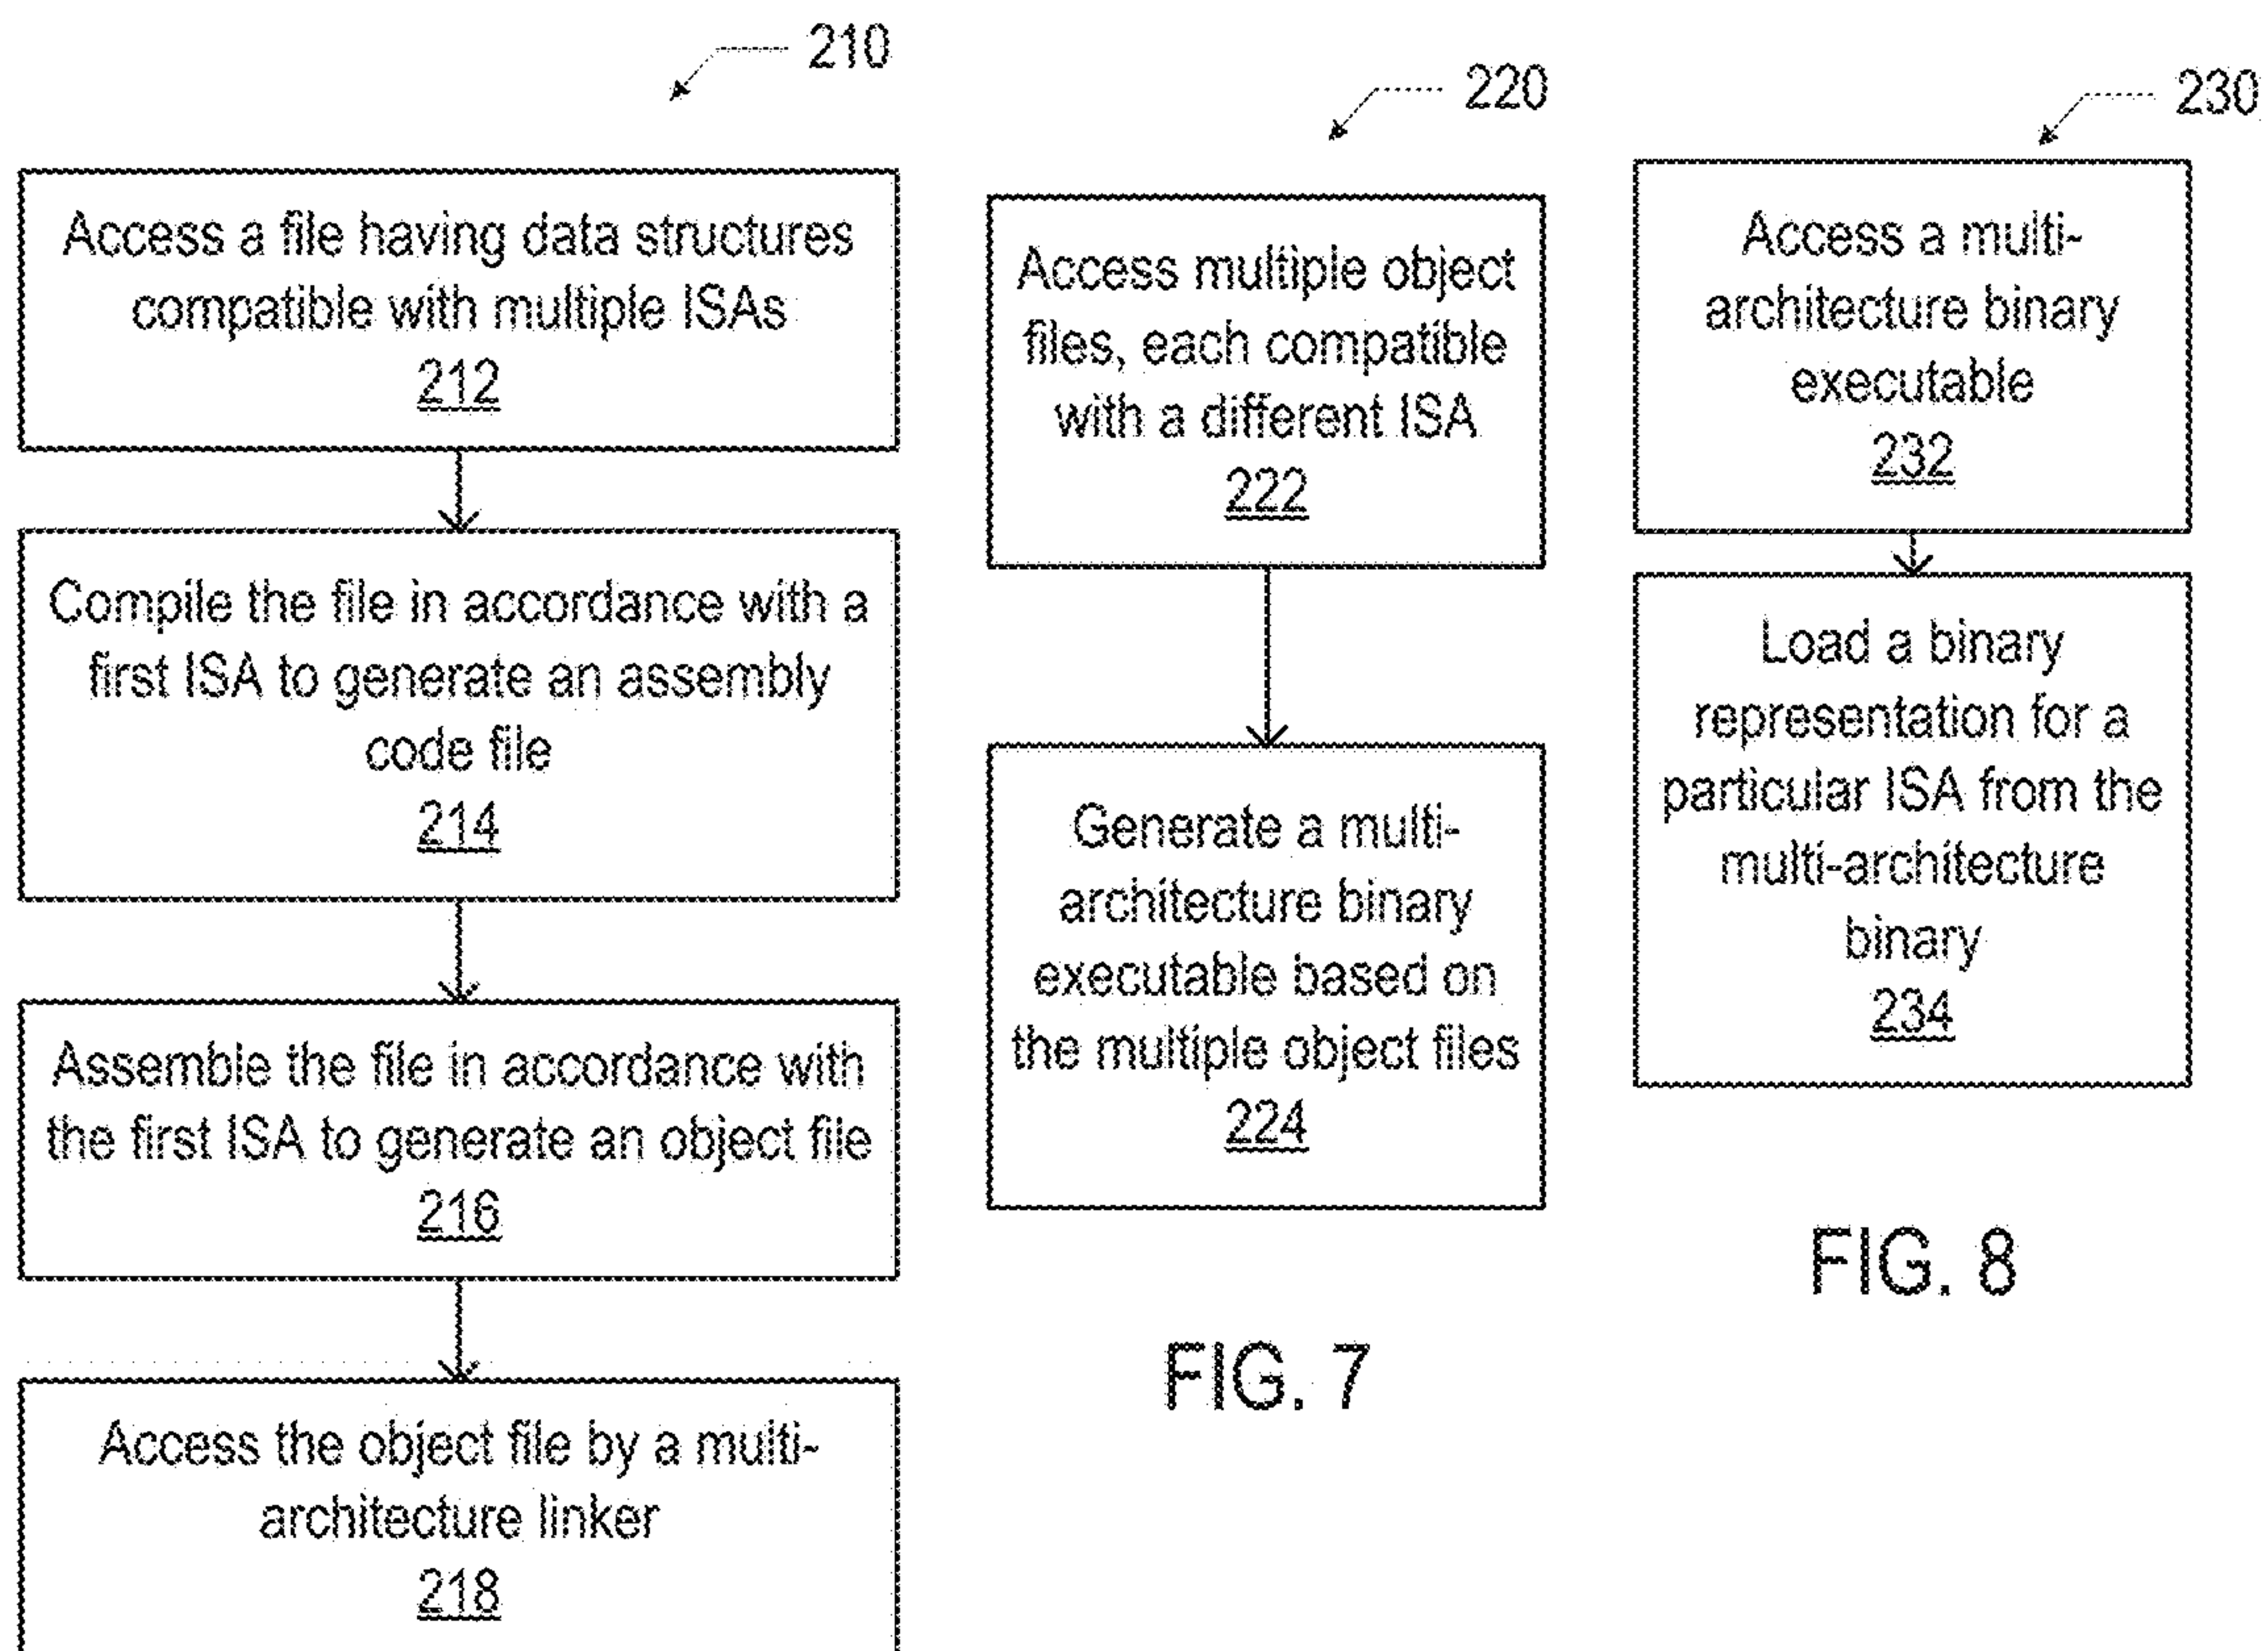 210
Access a file having data structures
compatible with multiple ISAs
212
Compile the file in accordance with a
first ISA to generate an assembly
code file
214
Assemble the file in accordance with
the first ISA to generate an object file
216
Access the object file by a multi-
architecture linker
218
220
Access multiple object
files, each compatible
with a different ISA
222
Generate a multi-
architecture binary
executable based on
the multiple object files
224
FIG. 7
230
Access a multi-
architecture binary
executable
232
Load a binary
representation for a
particular ISA from the
multi-architecture
binary
234
FIG. 8